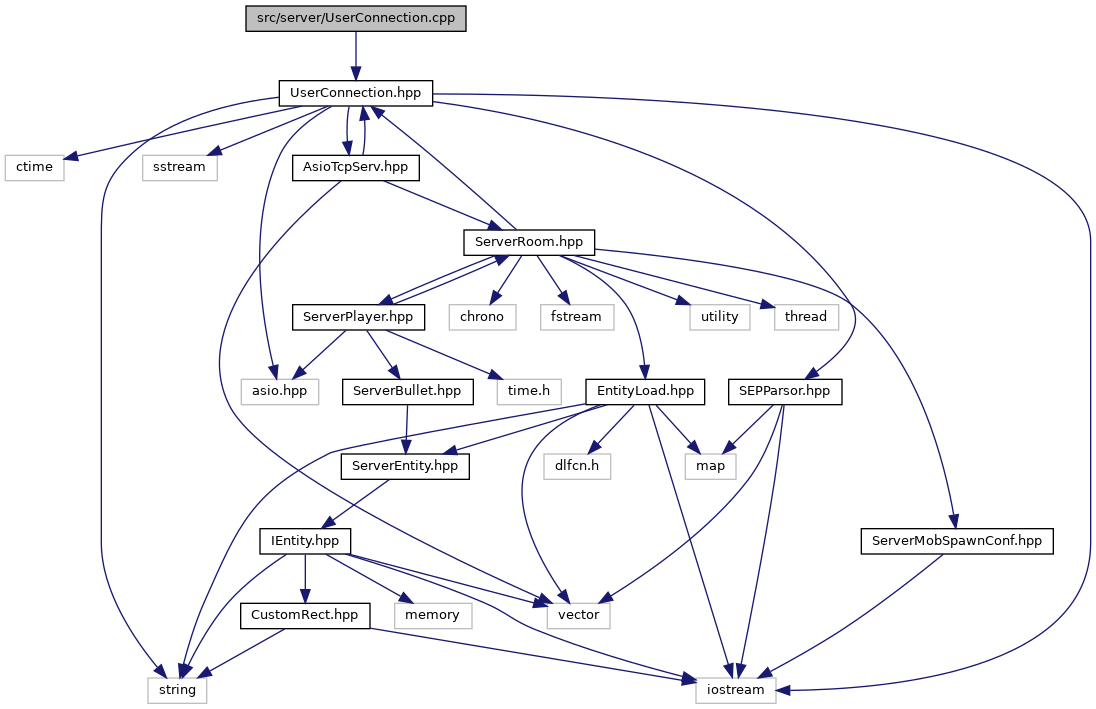 src/server/UserConnection.cpp
UserConnection.hpp
ctime
sstream
AsioTcpServ.hpp
ServerRoom.hpp
ServerPlayer.hpp
chrono
fstream
utility
thread
asio.hpp
ServerBullet.hpp
time.h
EntityLoad.hpp
SEPParsor.hpp
ServerEntity.hpp
dlfcn.h
map
IEntity.hpp
ServerMobSpawnConf.hpp
CustomRect.hpp
memory
vector
string
iostream